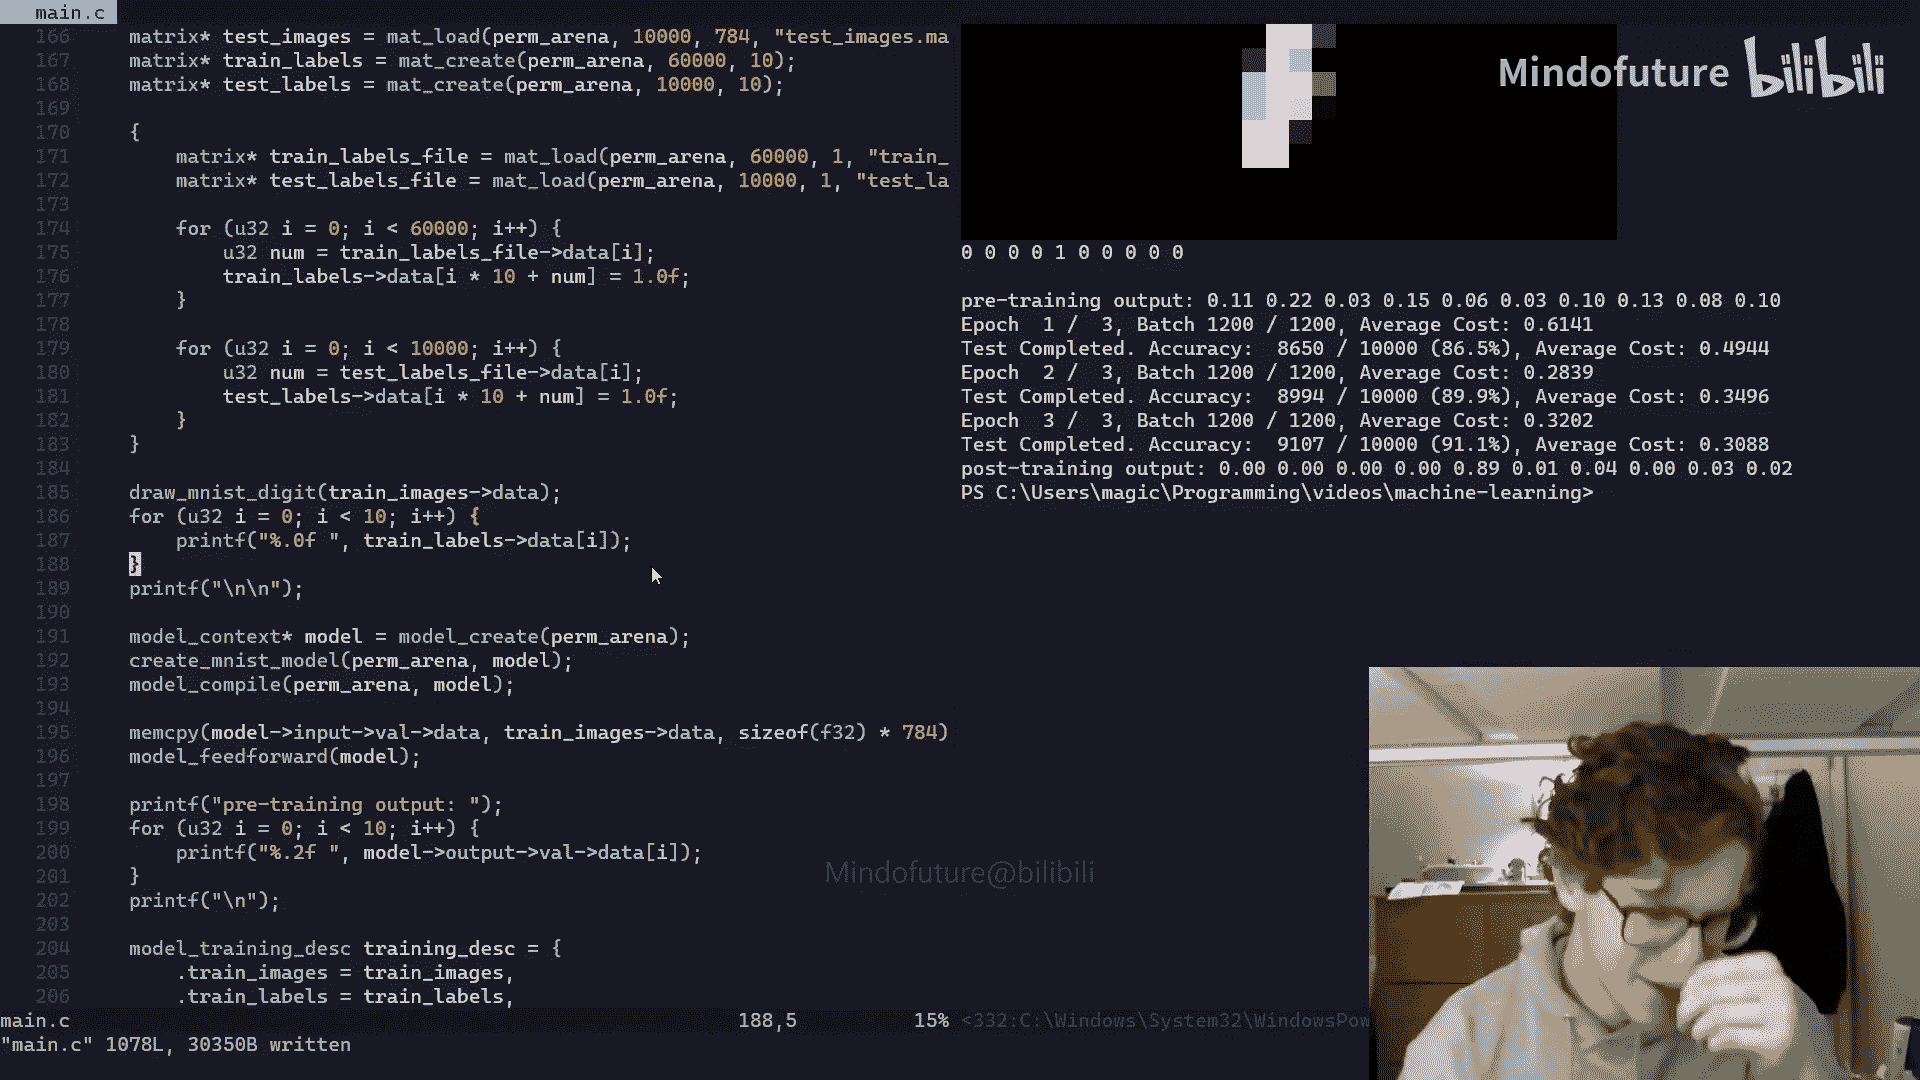 main.c
166 matrix* test_images = mat_load(perm_arena, 10000, 784, "test_images.ma
167 matrix* train_labels = mat_create(perm_arena, 60000, 10);
168 matrix* test_labels = mat_create(perm_arena, 10000, 10);
169
170 {
171 matrix* train_labels_file = mat_load(perm_arena, 60000, 1, "train_
172 matrix* test_labels_file = mat_load(perm_arena, 10000, 1, "test_la
173
174 for (u32 i = 0; i < 60000; i++) {
175 u32 num = train_labels_file->data[i];
176 train_labels->data[i * 10 + num] = 1.0f;
177 }
178
179 for (u32 i = 0; i < 10000; i++) {
180 u32 num = test_labels_file->data[i];
181 test_labels->data[i * 10 + num] = 1.0f;
182 }
183 }
184
185 draw_mnist_digit(train_images->data);
186 for (u32 i = 0; i < 10; i++) {
187 printf("%.0f ", train_labels->data[i]);
188 }
189 printf("\n\n");
190
191 model_context* model = model_create(perm_arena);
192 create_mnist_model(perm_arena, model);
193 model_compile(perm_arena, model);
194
195 memcpy(model->input->val->data, train_images->data, sizeof(f32) * 784)
196 model_feedforward(model);
197
198 printf("pre-training output: ");
199 for (u32 i = 0; i < 10; i++) {
200 printf("%.2f ", model->output->val->data[i]);
201 }
202 printf("\n");
203
204 model_training_desc training_desc = {
205 .train_images = train_images,
206 .train_labels = train_labels,
main.c 188,5 15%
"main.c" 1078L, 30350B written
Mindofuture bilibili
0 0 0 0 1 0 0 0 0 0
pre-training output: 0.11 0.22 0.03 0.15 0.06 0.03 0.10 0.13 0.08 0.10
Epoch 1 / 3, Batch 1200 / 1200, Average Cost: 0.6141
Test Completed. Accuracy: 8650 / 10000 (86.5%), Average Cost: 0.4944
Epoch 2 / 3, Batch 1200 / 1200, Average Cost: 0.2839
Test Completed. Accuracy: 8994 / 10000 (89.9%), Average Cost: 0.3496
Epoch 3 / 3, Batch 1200 / 1200, Average Cost: 0.3202
Test Completed. Accuracy: 9107 / 10000 (91.1%), Average Cost: 0.3088
post-training output: 0.00 0.00 0.00 0.00 0.89 0.01 0.04 0.00 0.03 0.02
PS C:\Users\magic\Programming\videos\machine-learning>
<332:C:\Windows\System32\WindowsPow
Mindofuture@bilibili